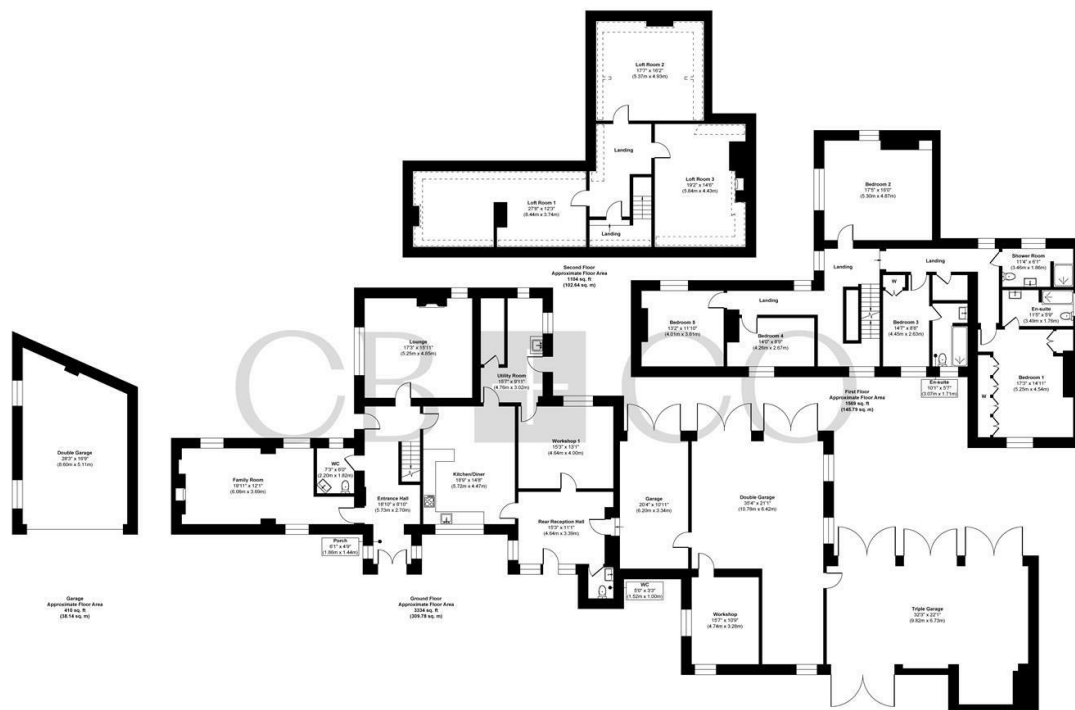 Loft Room 2
17'7" x 16'2"
(5.37m x 4.93m)
Landing
Loft Room 3
19'2" x 14'6"
(5.84m x 4.43m)
Loft Room 1
27'8" x 12'3"
(8.44m x 3.74m)
Landing
Second Floor
Approximate Floor Area
1104 sq. ft
(102.64 sq. m)
Bedroom 2
17'5" x 16'0"
(5.30m x 4.87m)
Landing
Landing
Shower Room
11'4" x 6'1"
(3.46m x 1.86m)
W
Landing
Bedroom 5
13'2" x 11'10"
(4.01m x 3.61m)
Bedroom 4
14'0" x 8'9"
(4.26m x 2.67m)
Bedroom 3
14'7" x 8'8"
(4.45m x 2.63m)
En-suite
11'5" x 5'9"
(3.49m x 1.76m)
Bedroom 1
17'3" x 14'11"
(5.25m x 4.54m)
W
En-suite
10'1" x 5'7"
(3.07m x 1.71m)
First Floor
Approximate Floor Area
1569 sq. ft
(145.79 sq. m)
CB+CO
Lounge
17'3" x 15'11"
(5.25m x 4.85m)
Utility Room
15'7" x 9'11"
(4.76m x 3.02m)
Workshop 1
15'3" x 13'1"
(4.64m x 4.00m)
Kitchen/Diner
18'9" x 14'8"
(5.72m x 4.47m)
WC
7'3" x 6'0"
(2.20m x 1.82m)
Family Room
19'11" x 12'1"
(6.06m x 3.69m)
Entrance Hall
18'10" x 8'10"
(5.73m x 2.70m)
Porch
6'1" x 4'9"
(1.86m x 1.44m)
Rear Reception Hall
15'3" x 11'1"
(4.64m x 3.39m)
WC
5'0" x 3'3"
(1.52m x 1.00m)
Ground Floor
Approximate Floor Area
3334 sq. ft
(309.78 sq. m)
Double Garage
28'3" x 16'9"
(8.60m x 5.11m)
Garage
Approximate Floor Area
410 sq. ft
(38.14 sq. m)
Garage
20'4" x 10'11"
(6.20m x 3.34m)
Double Garage
35'4" x 21'1"
(10.76m x 6.42m)
Workshop
15'7" x 10'9"
(4.74m x 3.28m)
Triple Garage
32'3" x 22'1"
(9.82m x 6.73m)